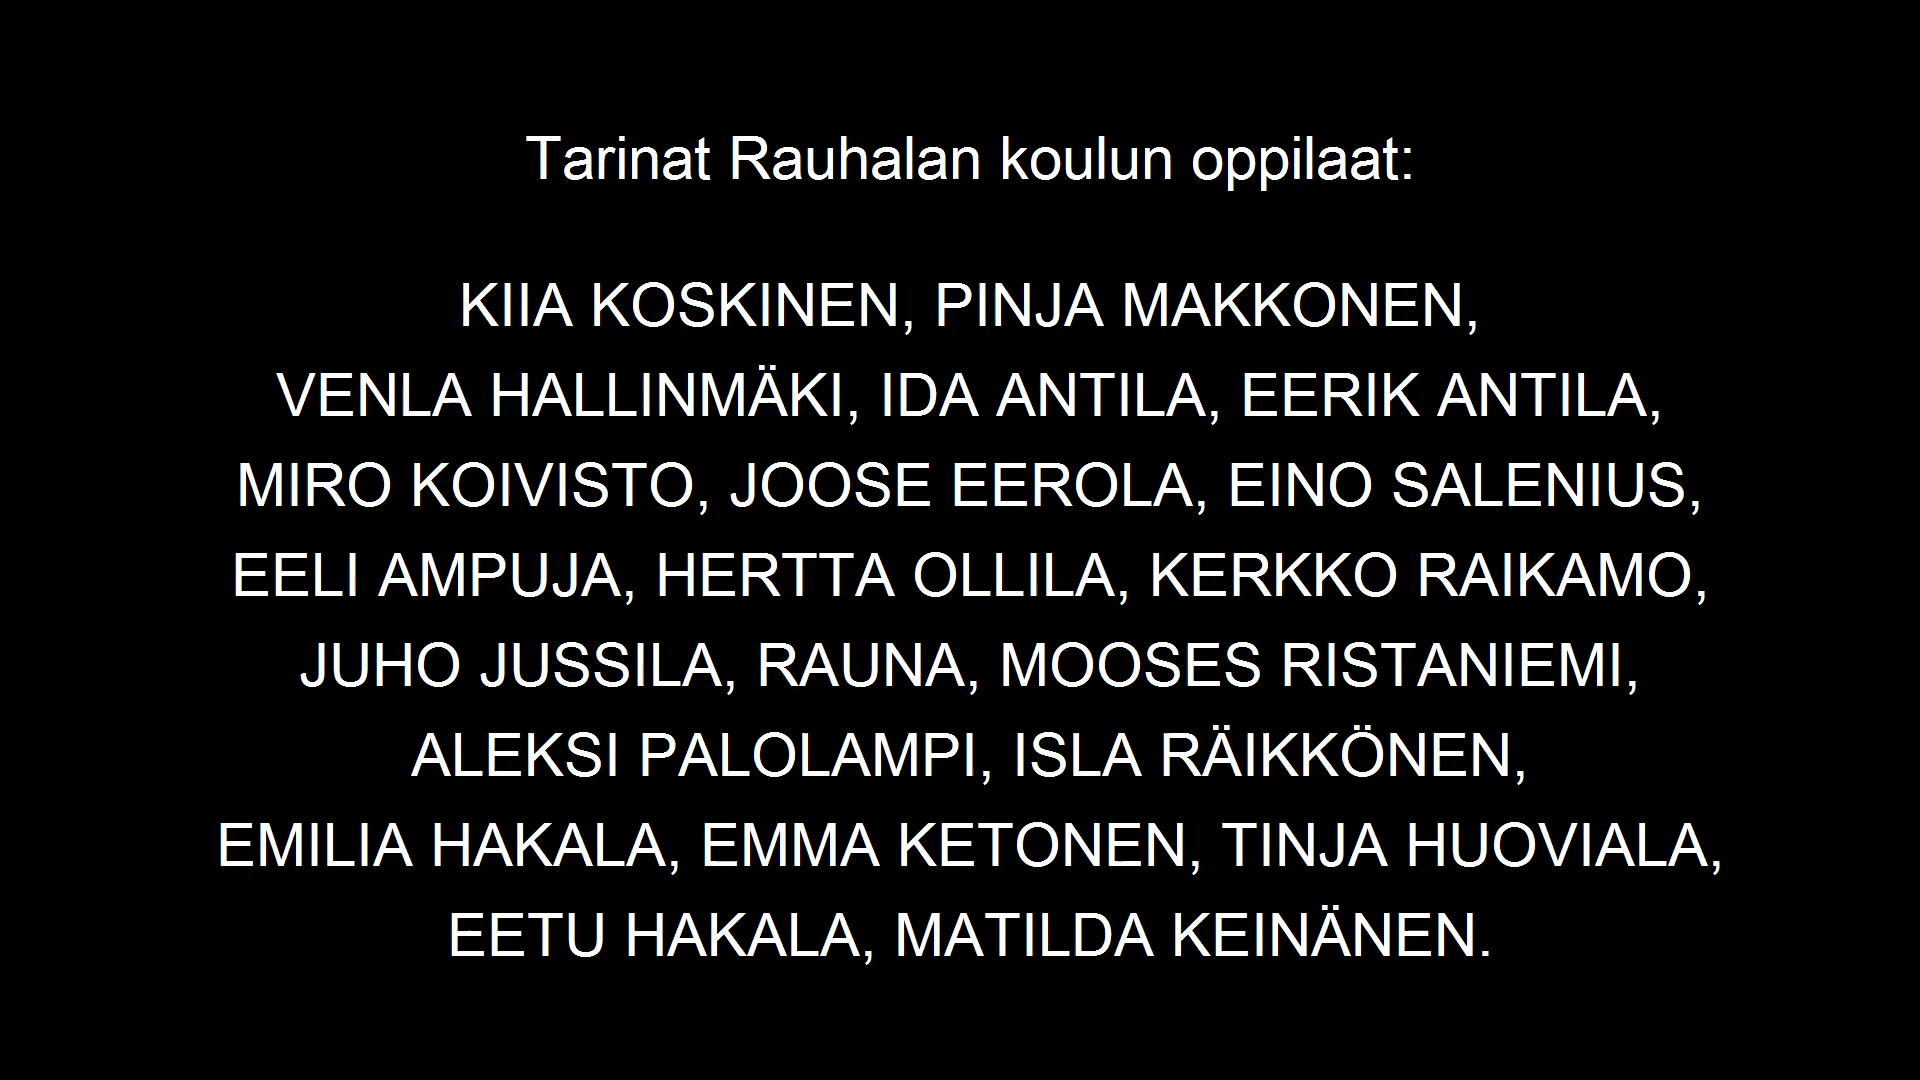 Tarinat Rauhalan koulun oppilaat:
KIIA KOSKINEN, PINJA MAKKONEN,
VENLA HALLINMÄKI, IDA ANTILA, EERIK ANTILA,
MIRO KOIVISTO, JOOSE EEROLA, EINO SALENIUS,
EELI AMPUJA, HERTTA OLLILA, KERKKO RAIKAMO,
JUHO JUSSILA, RAUNA, MOOSES RISTANIEMI,
ALEKSI PALOLAMPI, ISLA RÄIKKÖNEN,
EMILIA HAKALA, EMMA KETONEN, TINJA HUOVIALA,
EETU HAKALA, MATILDA KEINÄNEN.